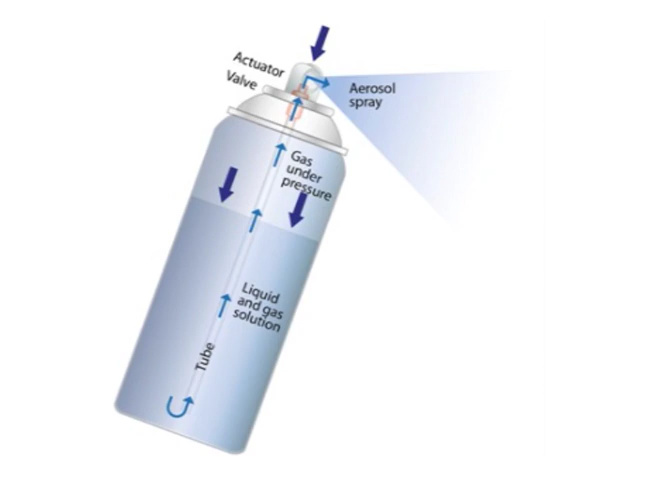 Actuator
Valve
Aerosol
spray
Gas
under
pressure
Liquid
and gas
solution
Tube